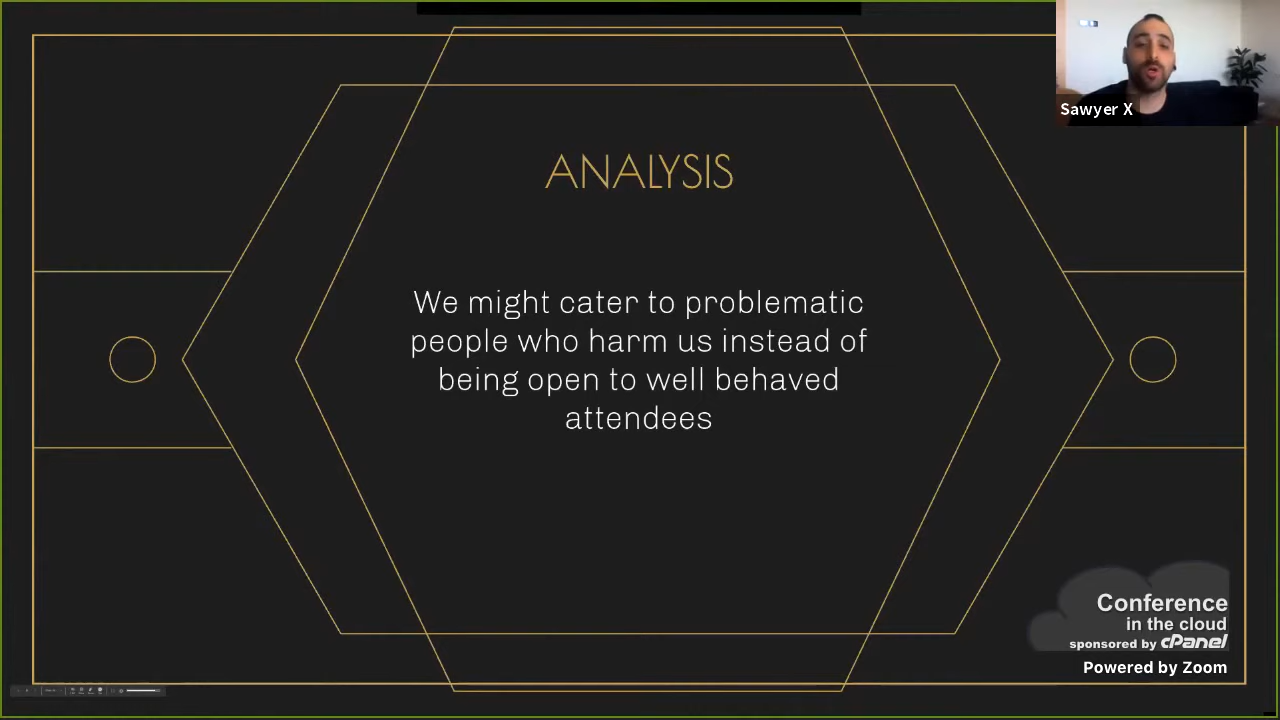 Sawyer X
ANALYSIS
We might cater to problematic
people who harm us instead of
being open to well behaved
attendees
Conference
in the cloud
sponsored by cPanel
Powered by Zoom